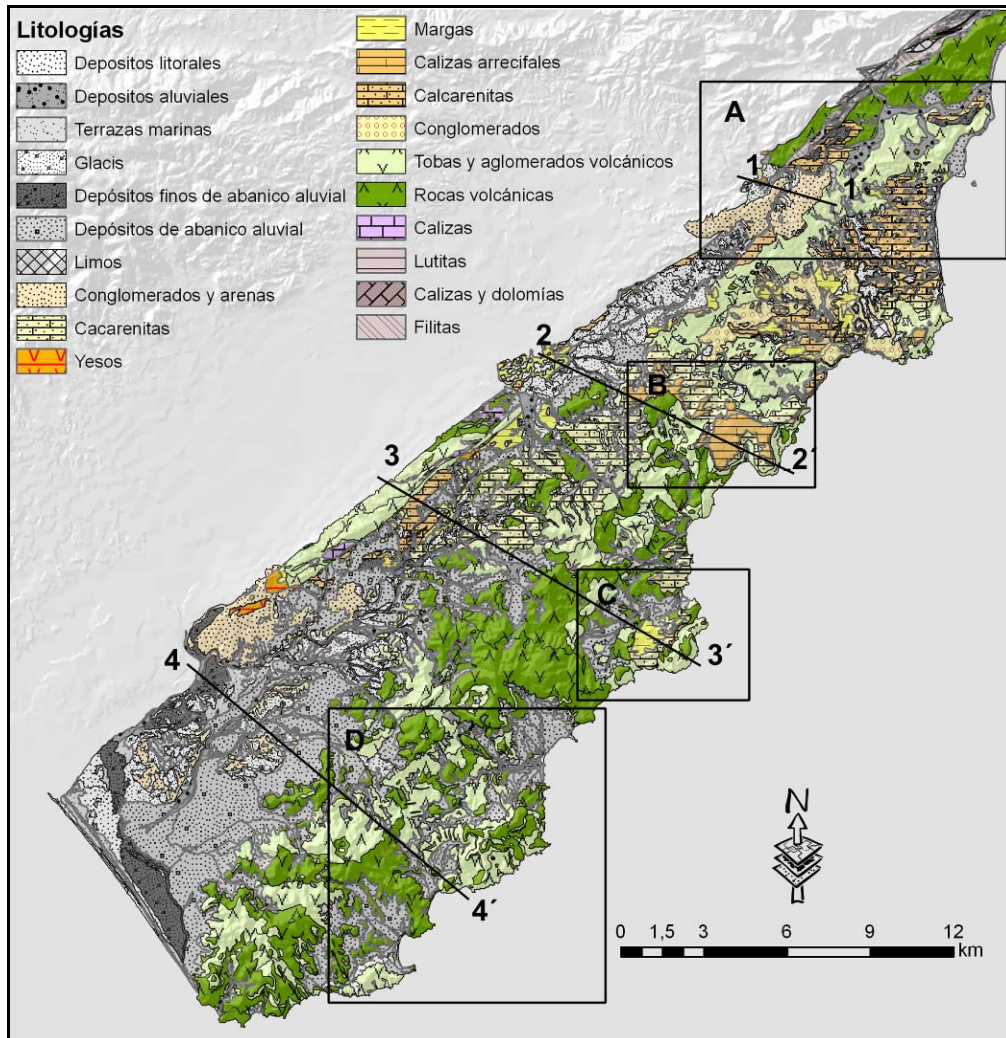 Litologías
Depositos litorales
Depositos aluviales
Terrazas marinas
Glacis
Depósitos finos de abanico aluvial
Depósitos de abanico aluvial
Limos
Conglomerados y arenas
Cacarenitas
Yesos
Margas
Calizas arrecifales
Calcarenitas
Conglomerados
Tobas y aglomerados volcánicos
Rocas volcánicas
Calizas
Lutitas
Calizas y dolomías
Filitas
A
1
1´
2
B
2´
3
C
3´
4
D
4´
N
0 1,5 3 6 9 12
km